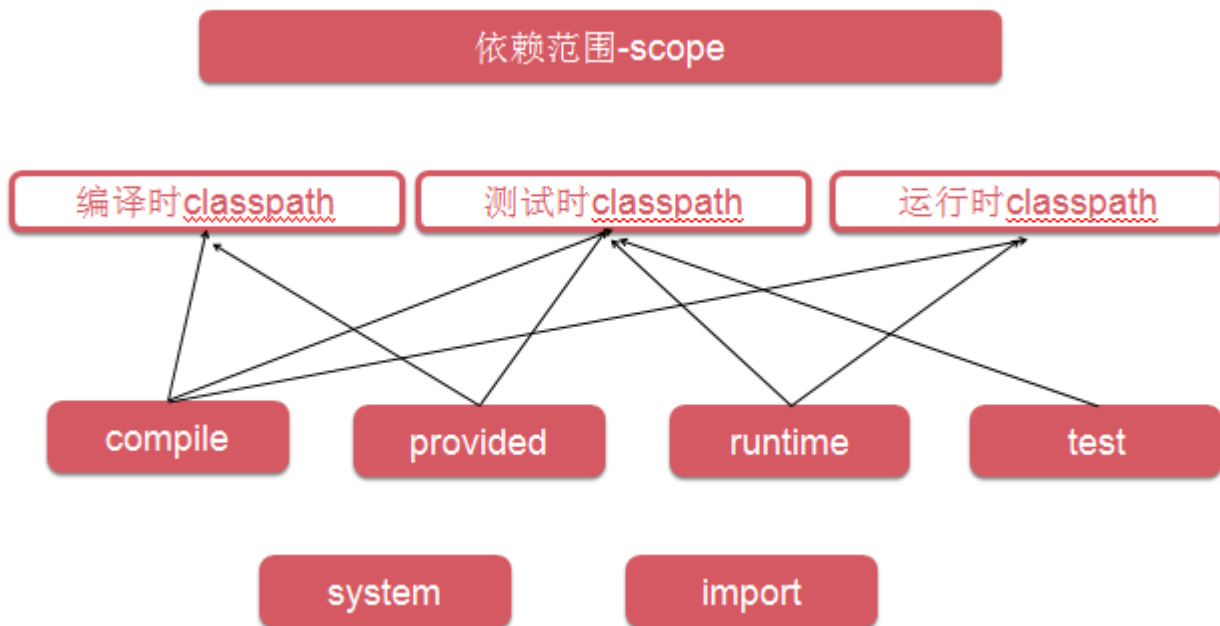 依赖范围-scope
编译时classpath
测试时classpath
运行时classpath
compile
provided
runtime
test
system
import